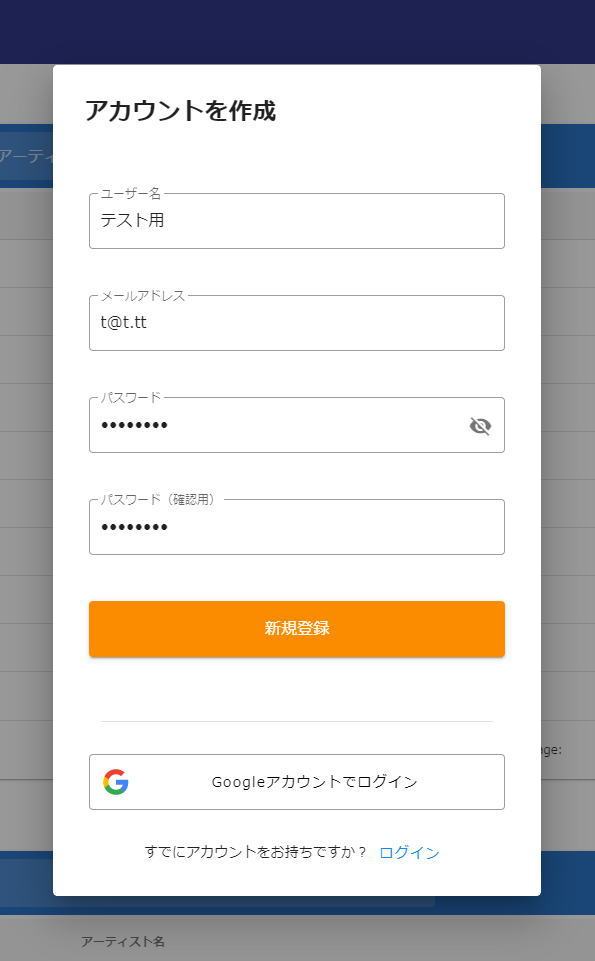 アカウントを作成
アーティ
ユーザー名
テスト用
メールアドレス
t@t.tt
パスワード
••••••••
パスワード（確認用）
••••••••
新規登録
age:
Googleアカウントでログイン
すでにアカウントをお持ちですか？ ログイン
アーティスト名